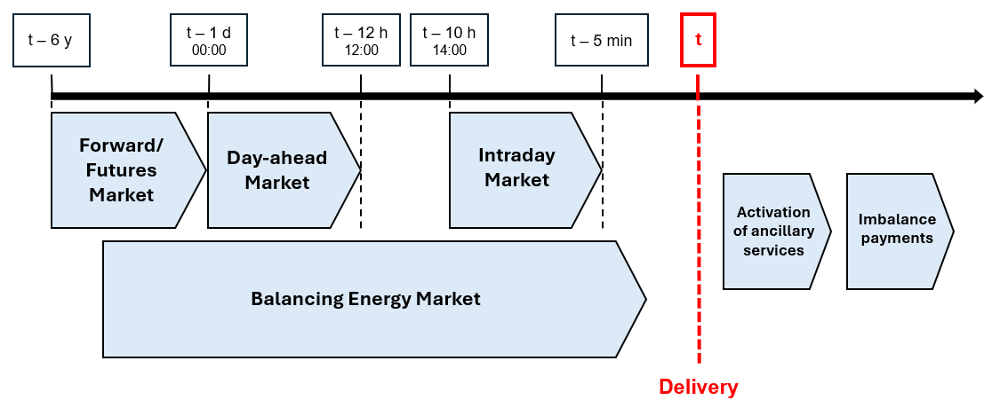 t – 6 y
t – 1 d
00:00
t – 12 h
12:00
t – 10 h
14:00
t – 5 min
t
Forward/
Futures
Market
Day-ahead
Market
Intraday
Market
Activation
of ancillary
services
Imbalance
payments
Balancing Energy Market
Delivery